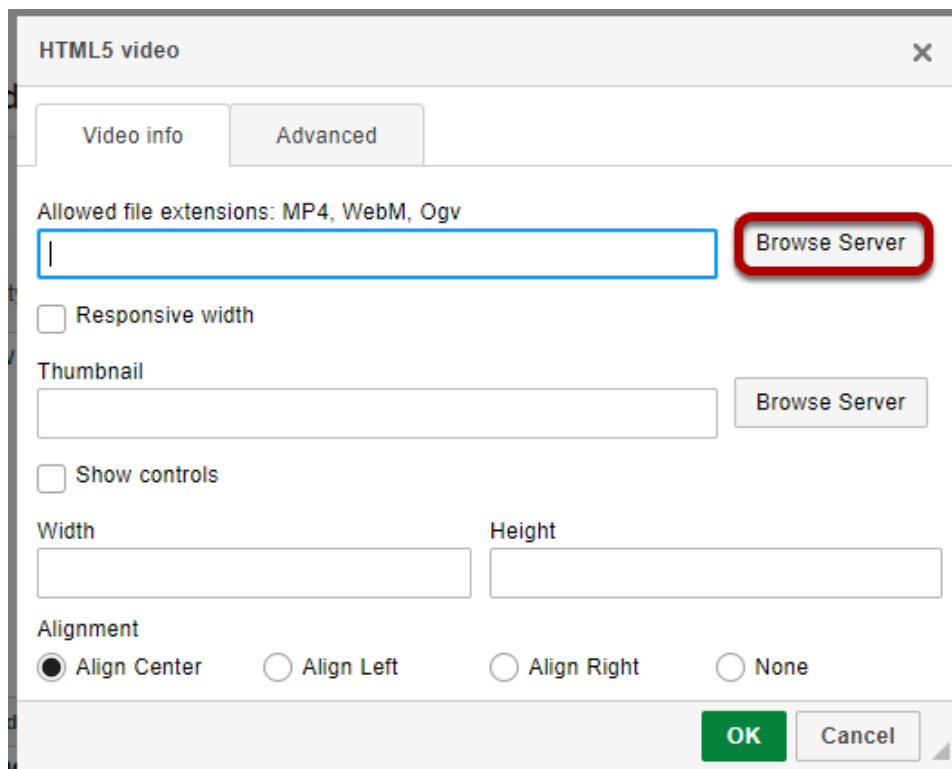 HTML5 video
Video info Advanced
Allowed file extensions: MP4, WebM, Ogv
Browse Server
Responsive width
Thumbnail
Browse Server
Show controls
Width Height
Alignment
Align Center Align Left Align Right None
OK Cancel